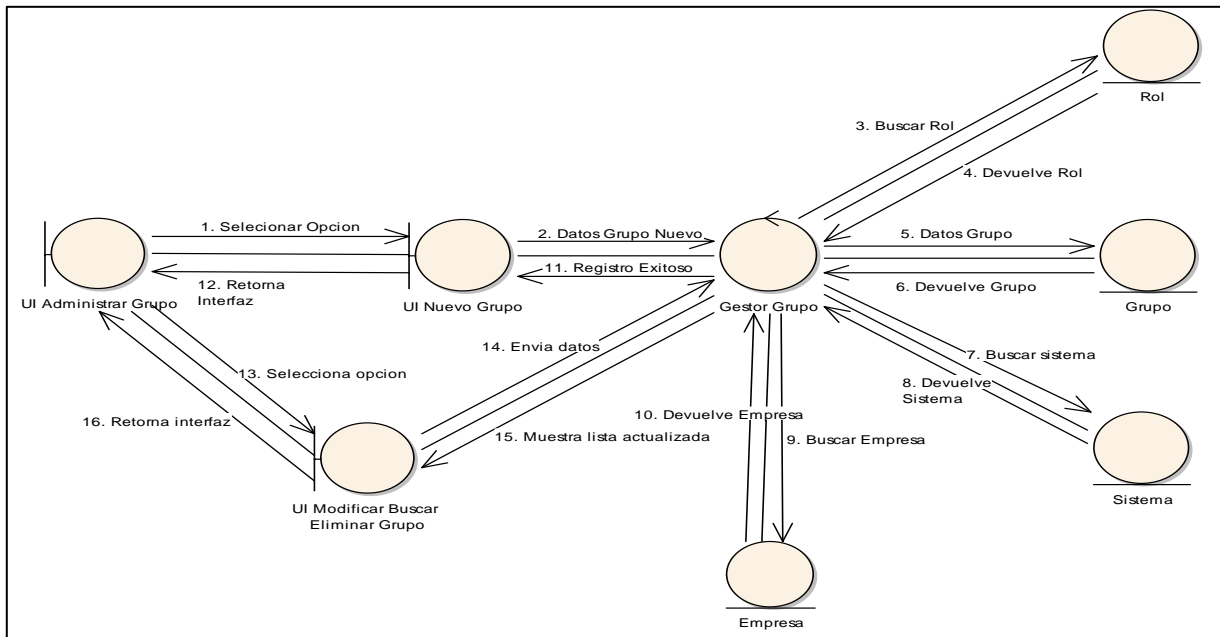 Rol
3. Buscar Rol
4. Devuelve Rol
1. Selecionar Opcion
2. Datos Grupo Nuevo
5. Datos Grupo
11. Registro Exitoso
12. Retorna
Interfaz
6. Devuelve Grupo
UI Administrar Grupo
UI Nuevo Grupo
Gestor Grupo
Grupo
14. Envia datos
7. Buscar sistema
13. Selecciona opcion
8. Devuelve
Sistema
16. Retorna interfaz
10. Devuelve Empresa
15. Muestra lista actualizada
9. Buscar Empresa
UI Modificar Buscar
Eliminar Grupo
Sistema
Empresa